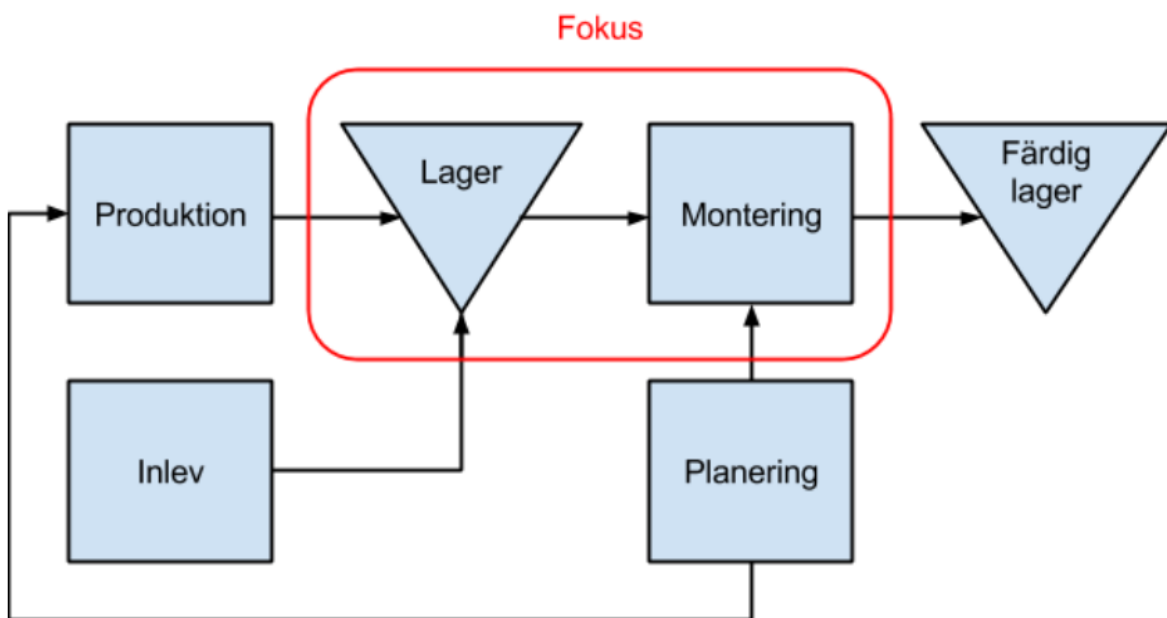 Fokus
Produktion
Lager
Montering
Färdig
lager
Inlev
Planering